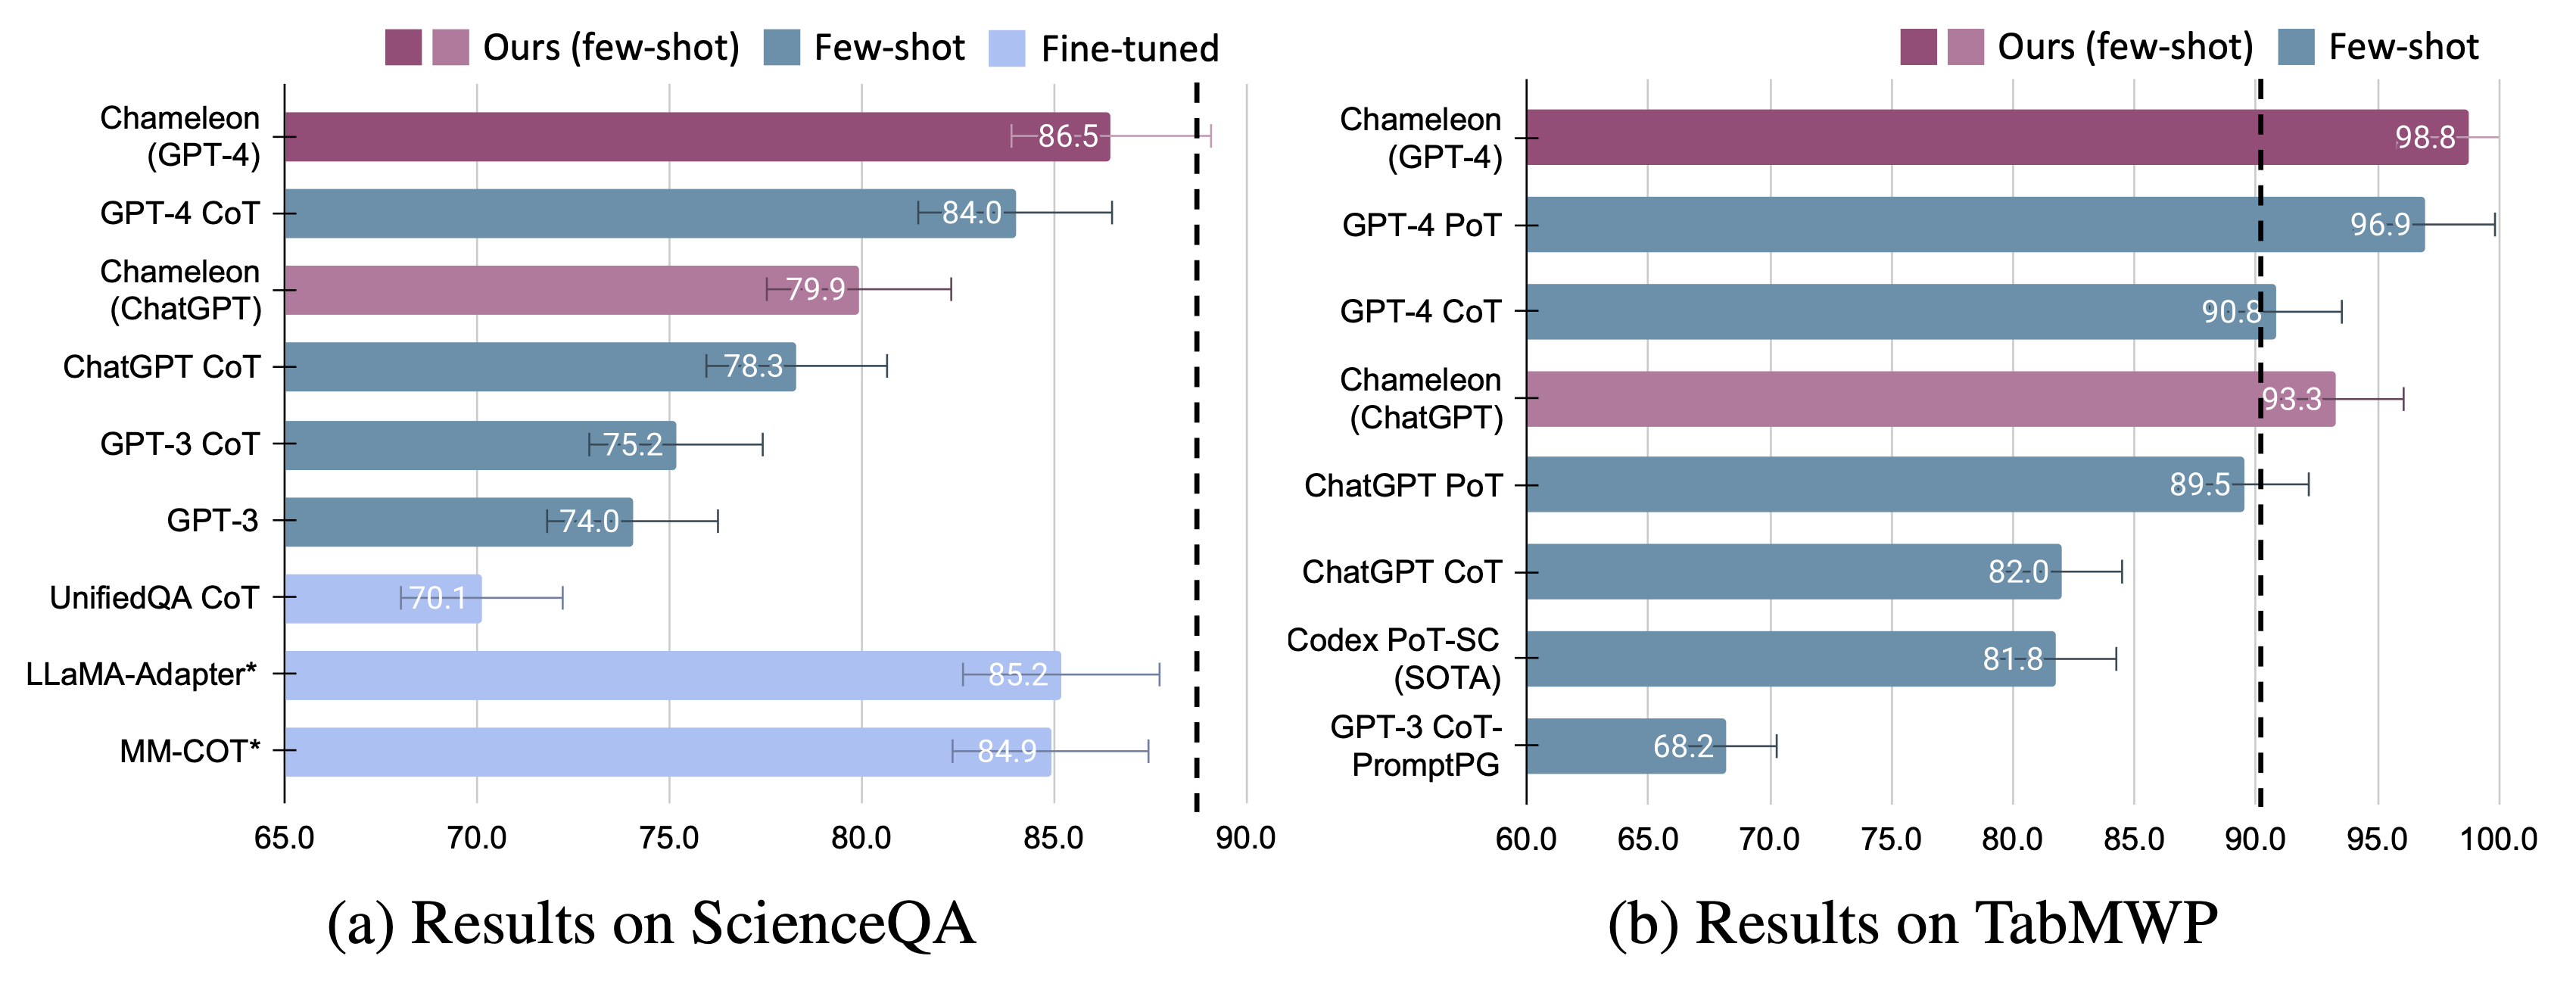 Ours (few-shot) Few-shot Fine-tuned
Chameleon
(GPT-4)
86.5
GPT-4 CoT
84.0
Chameleon
(ChatGPT)
79.9
ChatGPT CoT
78.3
GPT-3 CoT
75.2
GPT-3
74.0
UnifiedQA CoT
70.1
LLaMA-Adapter*
85.2
MM-COT*
84.9
65.0 70.0 75.0 80.0 85.0 90.0
(a) Results on ScienceQA
Ours (few-shot) Few-shot
Chameleon
(GPT-4)
98.8
GPT-4 PoT
96.9
GPT-4 CoT
90.8
Chameleon
(ChatGPT)
93.3
ChatGPT PoT
89.5
ChatGPT CoT
82.0
Codex PoT-SC
(SOTA)
81.8
GPT-3 CoT-
PromptPG
68.2
60.0 65.0 70.0 75.0 80.0 85.0 90.0 95.0 100.0
(b) Results on TabMWP